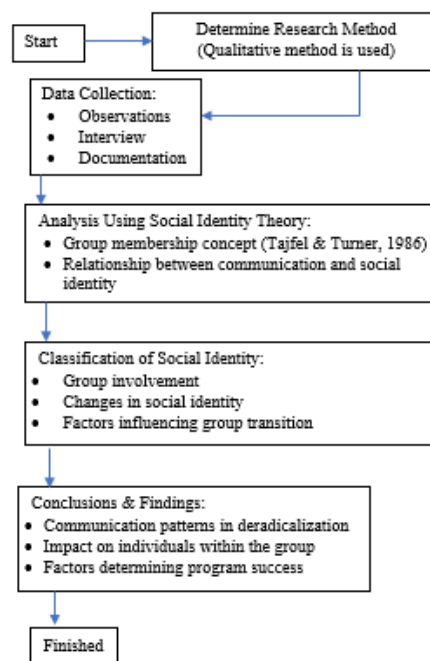 Start
Determine Research Method
(Qualitative method is used)
Data Collection:
• Observations
• Interview
• Documentation
Analysis Using Social Identity Theory:
• Group membership concept (Tajfel & Turner, 1986)
• Relationship between communication and social
identity
Classification of Social Identity:
• Group involvement
• Changes in social identity
• Factors influencing group transition
Conclusions & Findings:
• Communication patterns in deradicalization
• Impact on individuals within the group
• Factors determining program success
Finished